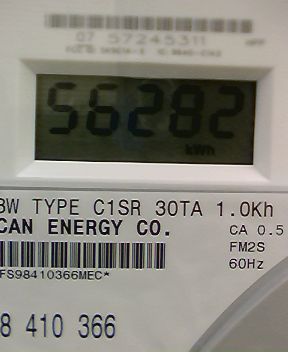 07 57245311
56282
kWh
3W TYPE C1SR 30TA 1.0Kh
CAN ENERGY CO.
CA 0.5
FM2S
60Hz
FS98410366MEC*
8 410 366